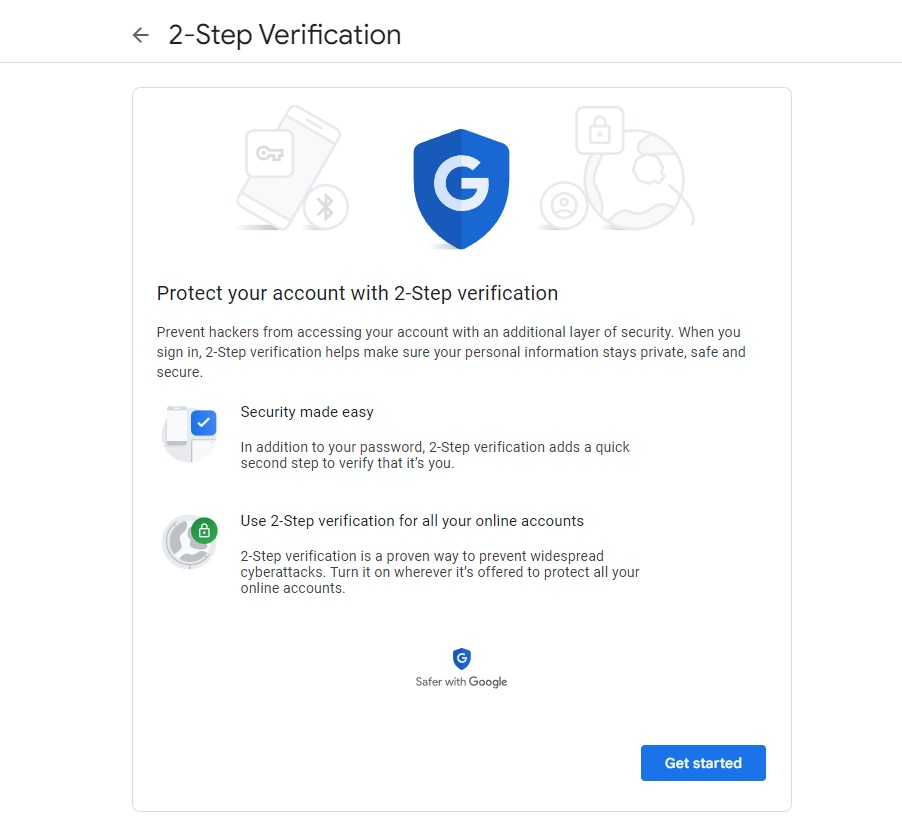 2-Step Verification
Protect your account with 2-Step verification
Prevent hackers from accessing your account with an additional layer of security. When you
sign in, 2-Step verification helps make sure your personal information stays private, safe and
secure.
Security made easy
In addition to your password, 2-Step verification adds a quick
second step to verify that it’s you.
Use 2-Step verification for all your online accounts
2-Step verification is a proven way to prevent widespread
cyberattacks. Turn it on wherever it’s offered to protect all your
online accounts.
Safer with Google
Get started